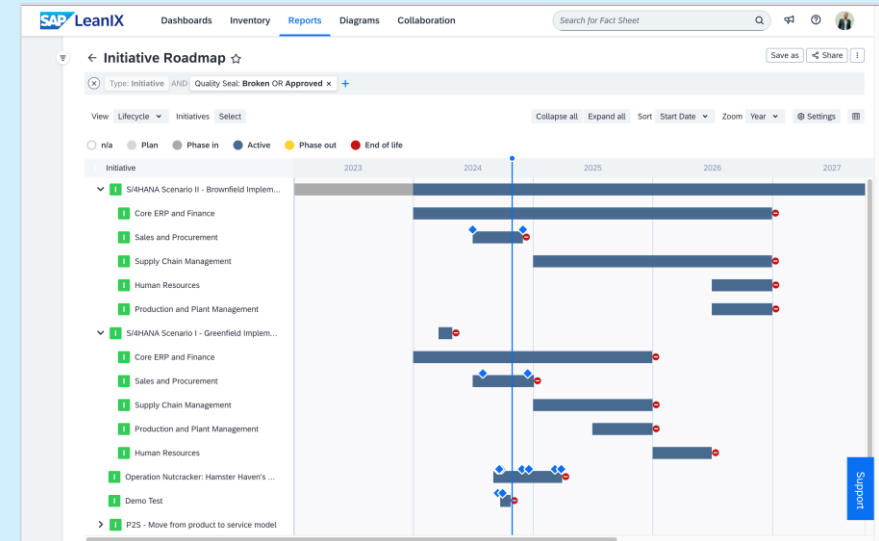 SAP LeanIX Dashboards Inventory Reports Diagrams Collaboration Search for Fact Sheet
Initiative Roadmap Save as Share
Type: Initiative AND Quality Seal: Broken OR Approved × +
View Lifecycle Initiatives Select Collapse all Expand all Sort Start Date Zoom Year Settings
n/a Plan Phase in Active Phase out End of life
Initiative 2023 2024 2025 2026 2027
I S/4HANA Scenario II - Brownfield Implem...
I Core ERP and Finance
I Sales and Procurement
I Supply Chain Management
I Human Resources
I Production and Plant Management
I S/4HANA Scenario I - Greenfield Implem...
I Core ERP and Finance
I Sales and Procurement
I Supply Chain Management
I Production and Plant Management
I Human Resources
I Operation Nutcracker: Hamster Haven's ...
I Demo Test
I P2S - Move from product to service model
Support